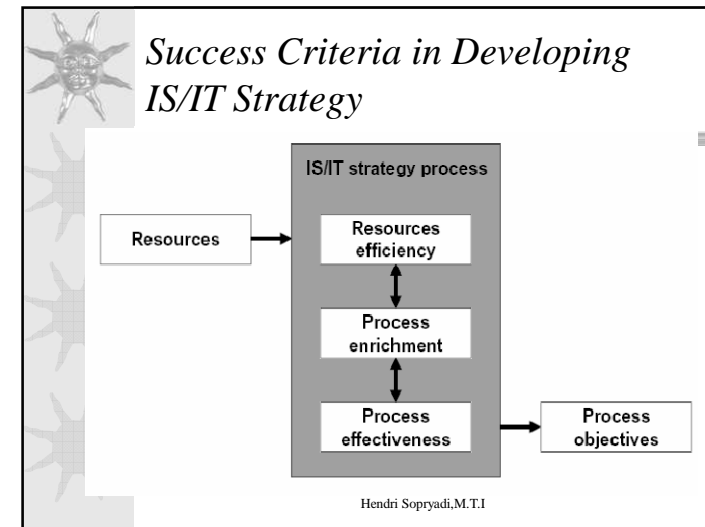 Success Criteria in Developing
IS/IT Strategy
IS/IT strategy process
Resources
Resources
efficiency
Process
enrichment
Process
effectiveness
Process
objectives
Hendri Sopryadi,M.T.I